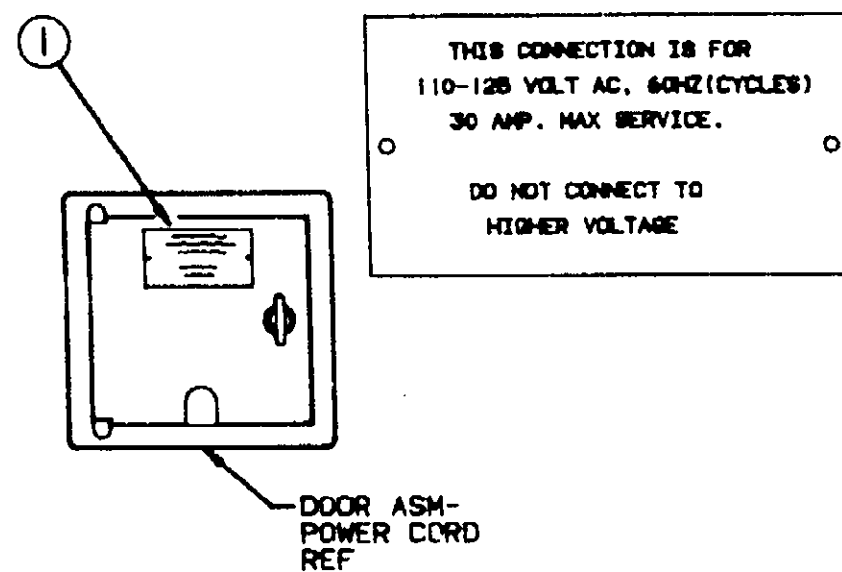 1
THIS CONNECTION IS FOR
110-125 VOLT AC, 60HZ(CYCLES)
30 AMP. MAX SERVICE.
DO NOT CONNECT TO
HIGHER VOLTAGE
DOOR ASM-
POWER CORD
REF